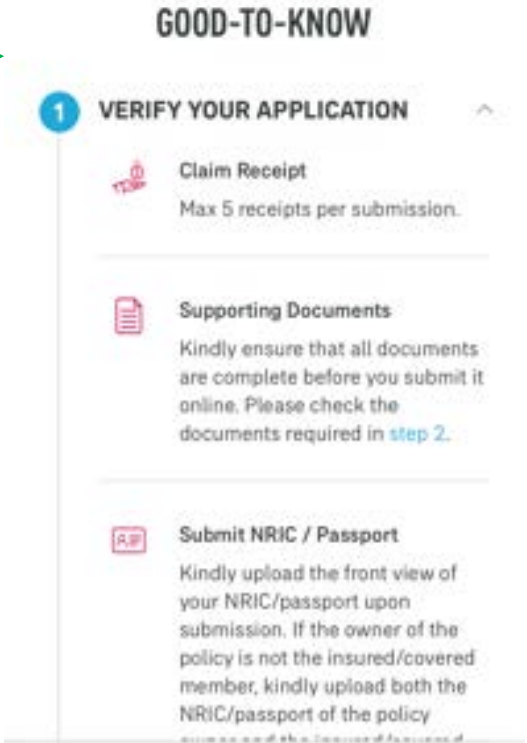 GOOD-TO-KNOW
1 VERIFY YOUR APPLICATION
Claim Receipt
Max 5 receipts per submission.
Supporting Documents
Kindly ensure that all documents
are complete before you submit it
online. Please check the
documents required in step 2.
Submit NRIC / Passport
Kindly upload the front view of
your NRIC/passport upon
submission. If the owner of the
policy is not the insured/covered
member, kindly upload both the
NRIC/passport of the policy